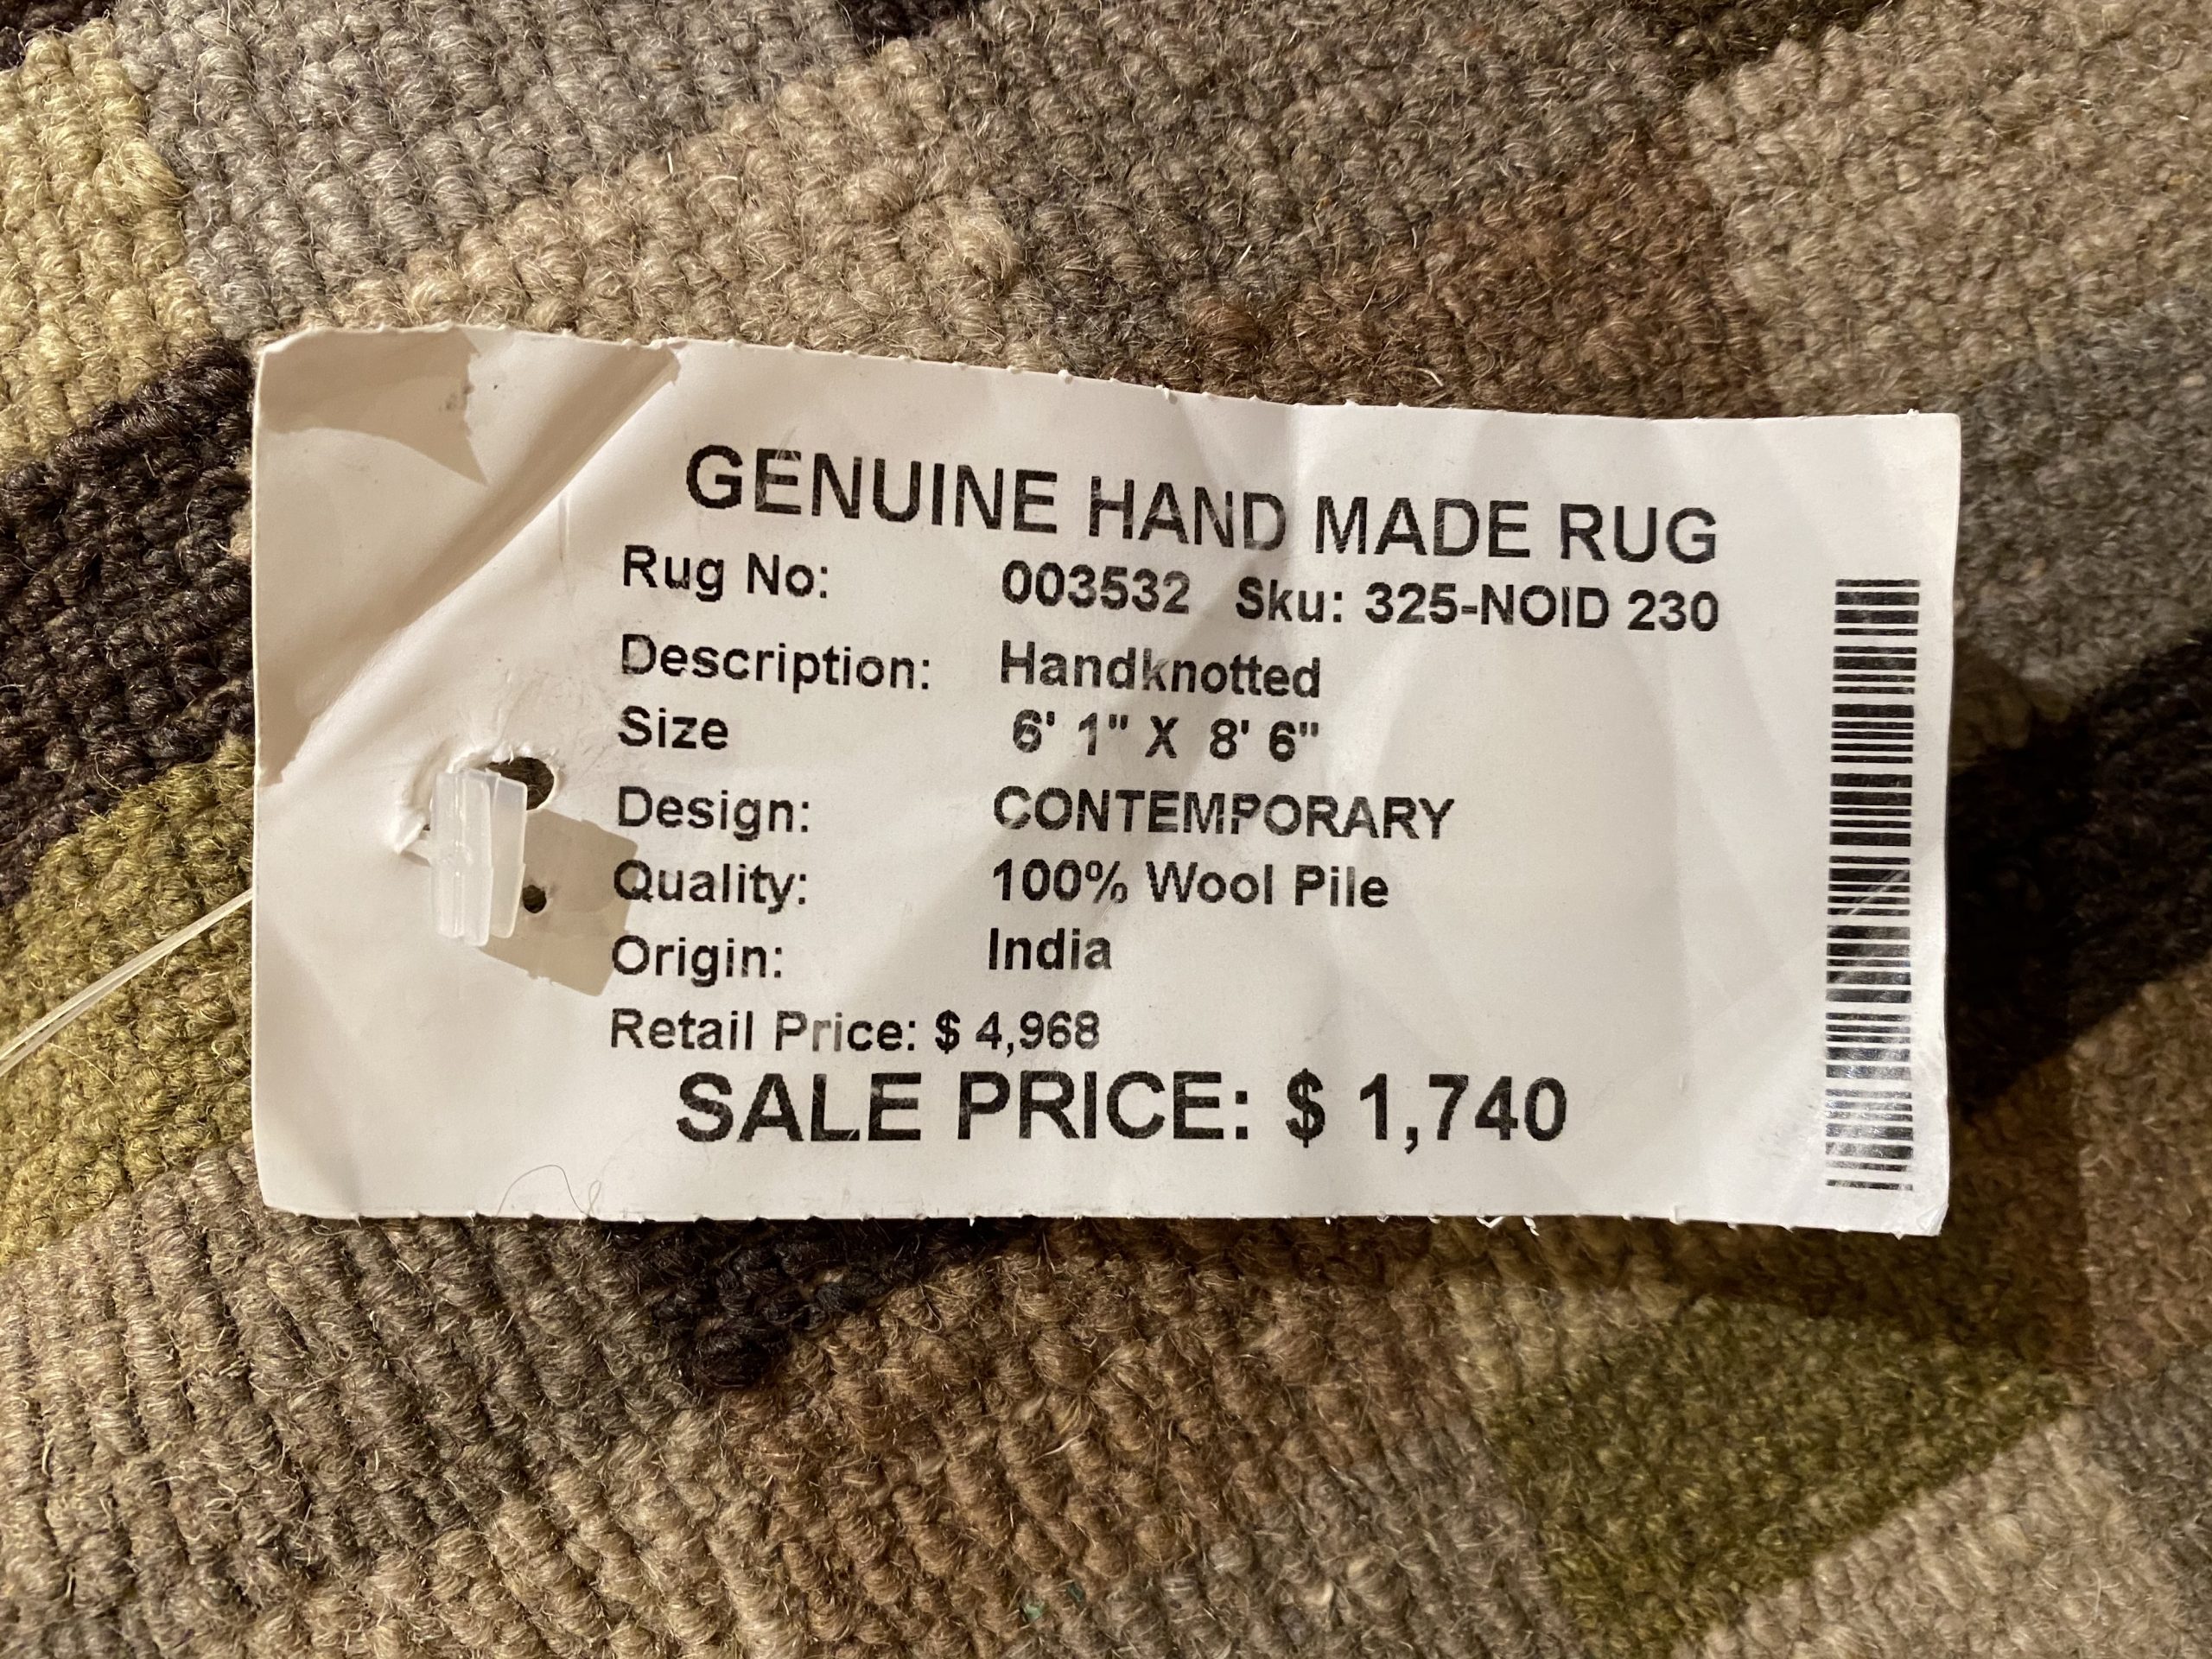 GENUINE HAND MADE RUG
Rug No: 003532 Sku: 325-NOID 230
Description: Handknotted
Size 6' 1" X 8' 6"
Design: CONTEMPORARY
Quality: 100% Wool Pile
Origin: India
Retail Price: $ 4,968
SALE PRICE: $ 1,740